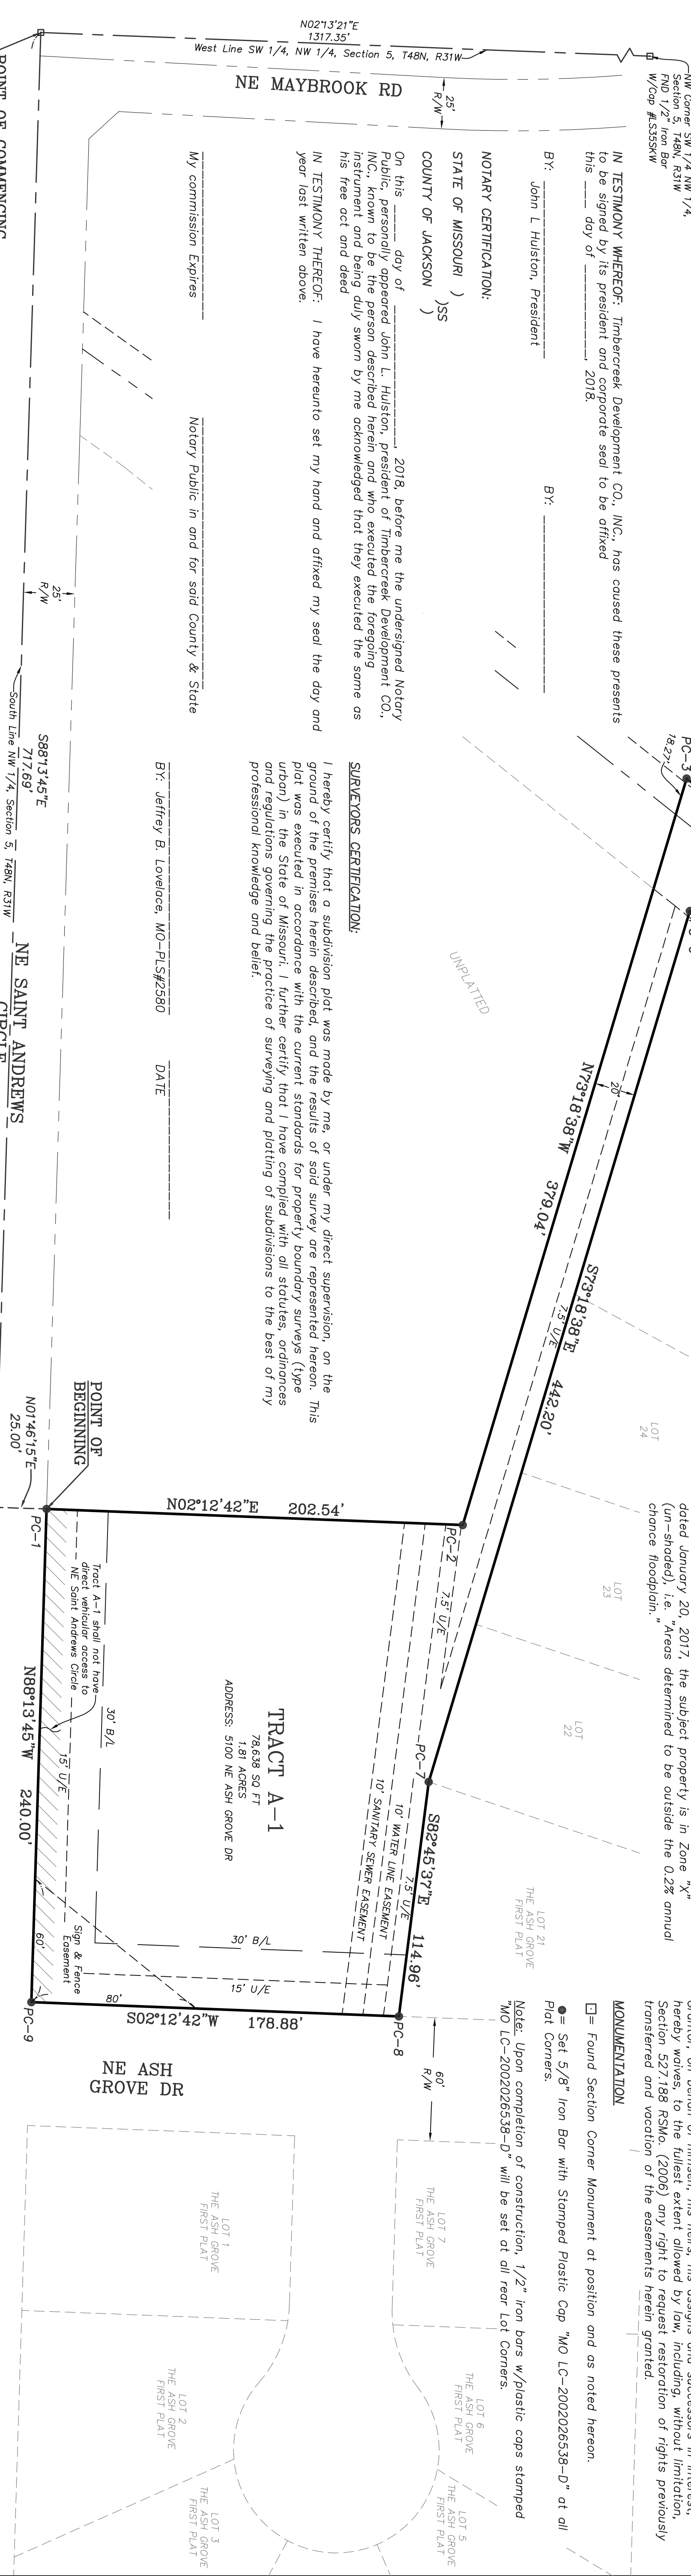 N02°13'21"E
1317.35'
West Line SW 1/4, NW 1/4, Section 5, T48N, R31W
NW Corner SW 1/4 NW 1/4,
Section 5, T48N, R31W
FND 1/2" Iron Bar
W/Cap #LS355KW
NE MAYBROOK RD
25'
R/W
POINT OF COMMENCING
IN TESTIMONY WHEREOF: Timbercreek Development CO., INC., has caused these presents
to be signed by its president and corporate seal to be affixed
this ____ day of __________, 2018.
BY: ____________________
John L Hulston, President
BY: ____________________
NOTARY CERTIFICATION:
STATE OF MISSOURI )
)SS
COUNTY OF JACKSON )
On this ____ day of ______________, 2018, before me the undersigned Notary
Public, personally appeared John L. Hulston, president of Timbercreek Development CO.,
INC., known to be the person described herein and who executed the foregoing
instrument and being duly sworn by me acknowledged that they executed the same as
his free act and deed
IN TESTIMONY THEREOF: I have hereunto set my hand and affixed my seal the day and
year last written above.
My commission Expires
Notary Public in and for said County & State
25'
R/W
S88°13'45"E
717.69'
South Line NW 1/4, Section 5, T48N, R31W
NE SAINT ANDREWS
CIRCLE
SURVEYORS CERTIFICATION:
I hereby certify that a subdivision plat was made by me, or under my direct supervision, on the
ground of the premises herein described, and the results of said survey are represented hereon. This
plat was executed in accordance with the current standards for property boundary surveys (type
urban) in the State of Missouri. I further certify that I have complied with all statutes, ordinances
and regulations governing the practice of surveying and platting of subdivisions to the best of my
professional knowledge and belief.
BY: Jeffrey B. Lovelace, MO-PLS#2580
DATE
UNPLATTED
PC-3
18.27'
N73°18'38"W 379.04'
20'
S73°18'38"E 442.20'
7.5' U/E
LOT
24
LOT
23
LOT
22
LOT 21
THE ASH GROVE
FIRST PLAT
dated January 20, 2017, the subject property is in Zone "X"
(un-shaded), i.e. "Areas determined to be outside the 0.2% annual
chance floodplain."
POINT OF
BEGINNING
N01°46'15"E
25.00'
PC-1
N02°12'42"E 202.54'
PC-2
7.5' U/E
PC-7
S82°45'37"E 114.96'
7.5' U/E
10' WATER LINE EASEMENT
10' SANITARY SEWER EASEMENT
TRACT A-1
78,638 SQ FT
1.81 ACRES
ADDRESS: 5100 NE ASH GROVE DR
Tract A-1 shall not have
direct vehicular access to
NE Saint Andrews Circle
30' B/L
15' U/E
N88°13'45"W 240.00'
30' B/L
15' U/E
Sign & Fence
Easement
60'
80'
S02°12'42"W 178.88'
PC-8
PC-9
NE ASH
GROVE DR
60'
R/W
hereby waives, to the fullest extent allowed by law, including, without limitation,
Section 527.188 RSMo. (2006) any right to request restoration of rights previously
transferred and vacation of the easements herein granted.
MONUMENTATION
= Found Section Corner Monument at position and as noted hereon.
= Set 5/8" Iron Bar with Stamped Plastic Cap "MO LC-2002026538-D" at all
Plat Corners.
Note: Upon completion of construction, 1/2" iron bars w/plastic caps stamped
"MO LC-2002026538-D" will be set at all rear Lot Corners.
LOT 7
THE ASH GROVE
FIRST PLAT
LOT 1
THE ASH GROVE
FIRST PLAT
LOT 6
THE ASH GROVE
FIRST PLAT
LOT 2
THE ASH GROVE
FIRST PLAT
LOT 5
THE ASH GROVE
FIRST PLAT
LOT 3
THE ASH GROVE
FIRST PLAT